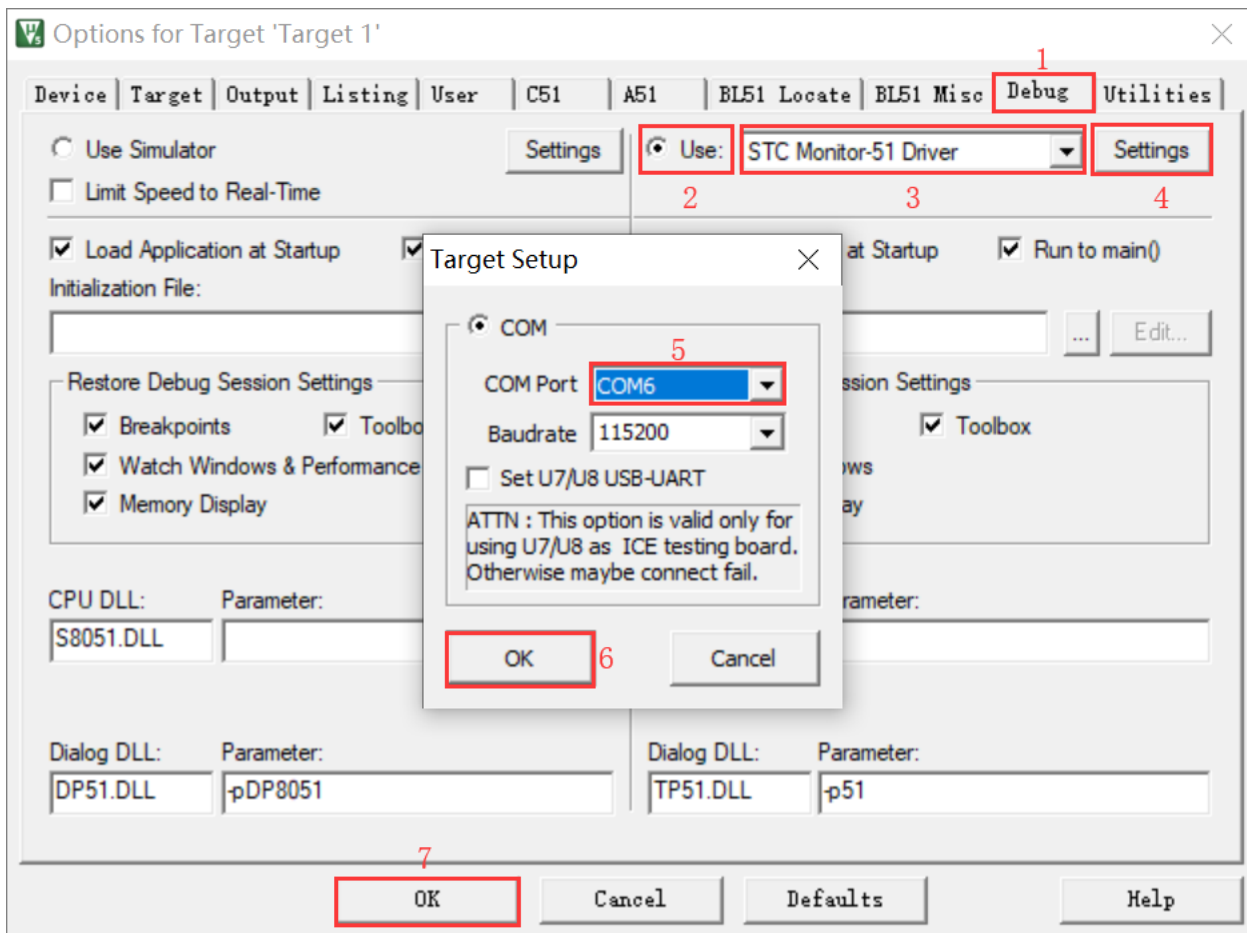 Options for Target 'Target 1'
1
Device Target Output Listing User C51 A51 BL51 Locate BL51 Misc Debug Utilities
Use Simulator Settings Use: STC Monitor-51 Driver Settings
Limit Speed to Real-Time
2 3 4
Load Application at Startup at Startup Run to main()
Initialization File:
... Edit...
Target Setup
COM
5
COM Port COM6
Baudrate 115200
Set U7/U8 USB-UART
ATTN : This option is valid only for
using U7/U8 as ICE testing board.
Otherwise maybe connect fail.
OK 6 Cancel
Restore Debug Session Settings ssion Settings
Breakpoints Toolbo Toolbox
Watch Windows & Performance ows
Memory Display ay
CPU DLL: Parameter: rameter:
S8051.DLL
Dialog DLL: Parameter: Dialog DLL: Parameter:
DP51.DLL -pDP8051 TP51.DLL -p51
7
OK Cancel Defaults Help